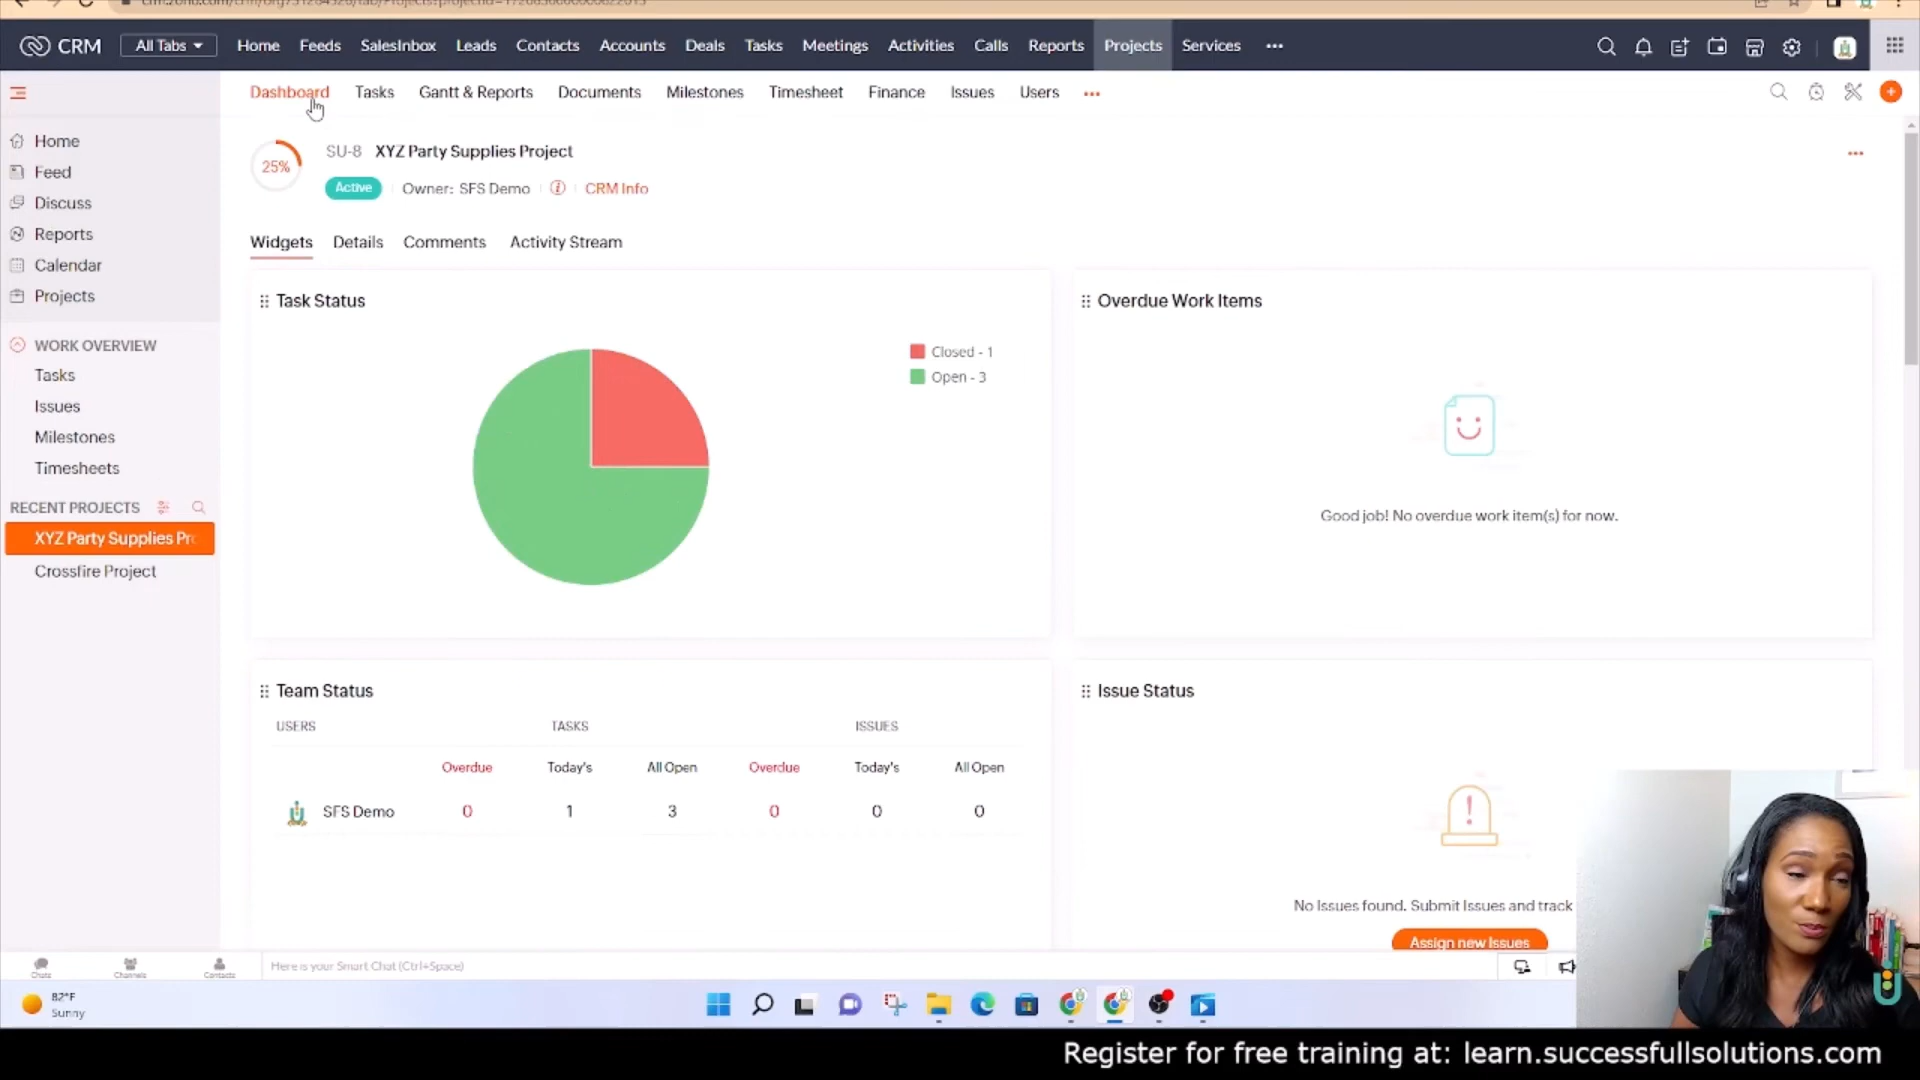 CRM All Tabs Home Feeds SalesInbox Leads Contacts Accounts Deals Tasks Meetings Activities Calls Reports Projects Services
Dashboard Tasks Gantt & Reports Documents Milestones Timesheet Finance Issues Users
Home
Feed
Discuss
Reports
Calendar
Projects
WORK OVERVIEW
Tasks
Issues
Milestones
Timesheets
RECENT PROJECTS
XYZ Party Supplies Pr
Crossfire Project
25%
SU-8 XYZ Party Supplies Project
Active Owner: SFS Demo CRM Info
Widgets Details Comments Activity Stream
Task Status
Closed - 1
Open - 3
Overdue Work Items
Good job! No overdue work item(s) for now.
Team Status
USERS TASKS ISSUES
Overdue Today's All Open Overdue Today's All Open
SFS Demo 0 1 3 0 0 0
Issue Status
No Issues found. Submit Issues and track
Assign new Issues
Chats Channels Contacts Here is your Smart Chat (Ctrl+Space)
82°F
Sunny
Register for free training at: learn.successfullsolutions.com